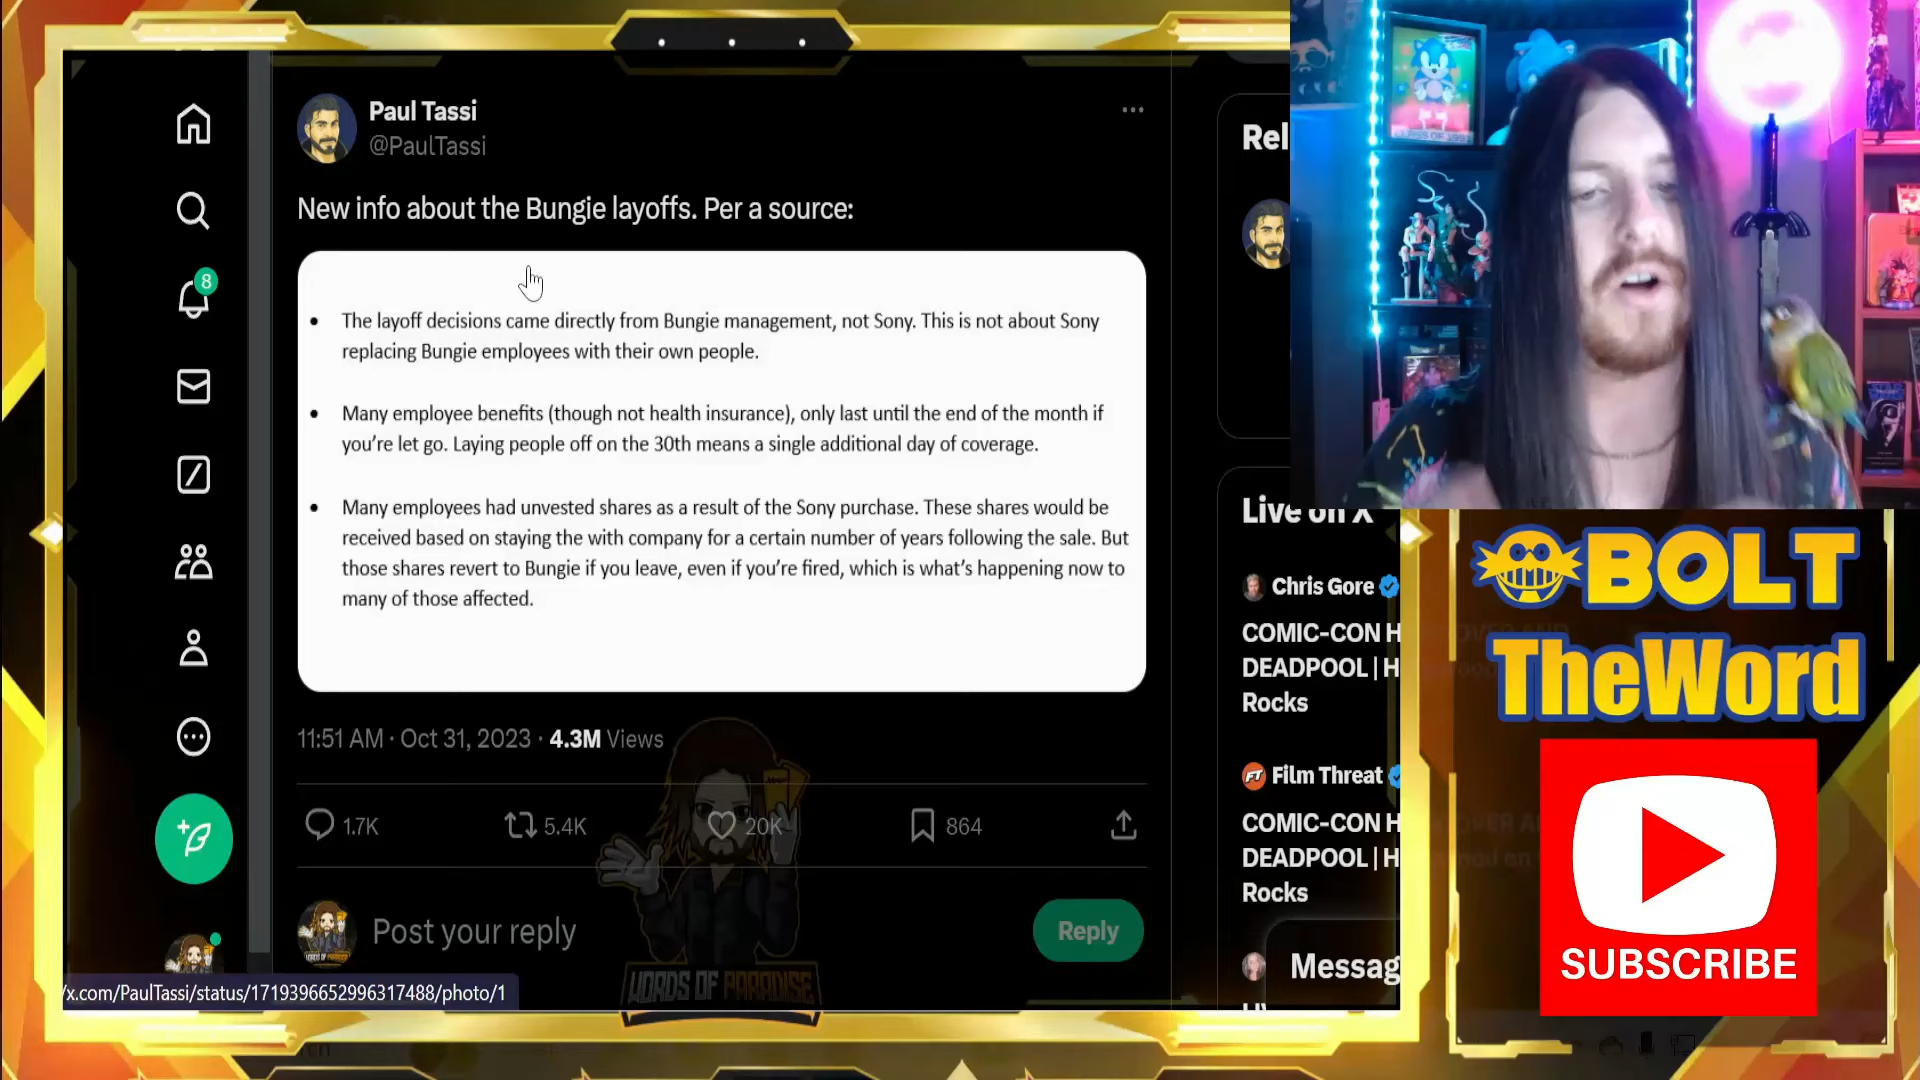 Paul Tassi
@PaulTassi
New info about the Bungie layoffs. Per a source:
• The layoff decisions came directly from Bungie management, not Sony. This is not about Sony
replacing Bungie employees with their own people.
• Many employee benefits (though not health insurance), only last until the end of the month if
you’re let go. Laying people off on the 30th means a single additional day of coverage.
• Many employees had unvested shares as a result of the Sony purchase. These shares would be
received based on staying the with company for a certain number of years following the sale. But
those shares revert to Bungie if you leave, even if you’re fired, which is what’s happening now to
many of those affected.
11:51 AM · Oct 31, 2023 · 4.3M Views
1.7K
5.4K
20K
864
Post your reply
Reply
WORDS OF PARADISE
/x.com/PaulTassi/status/1719396652996317488/photo/1
8
Rel
Live on X
Chris Gore
COMIC-CON H
DEADPOOL | H
Rocks
FT Film Threat
COMIC-CON H
DEADPOOL | H
Rocks
Messag
BOLT
TheWord
SUBSCRIBE